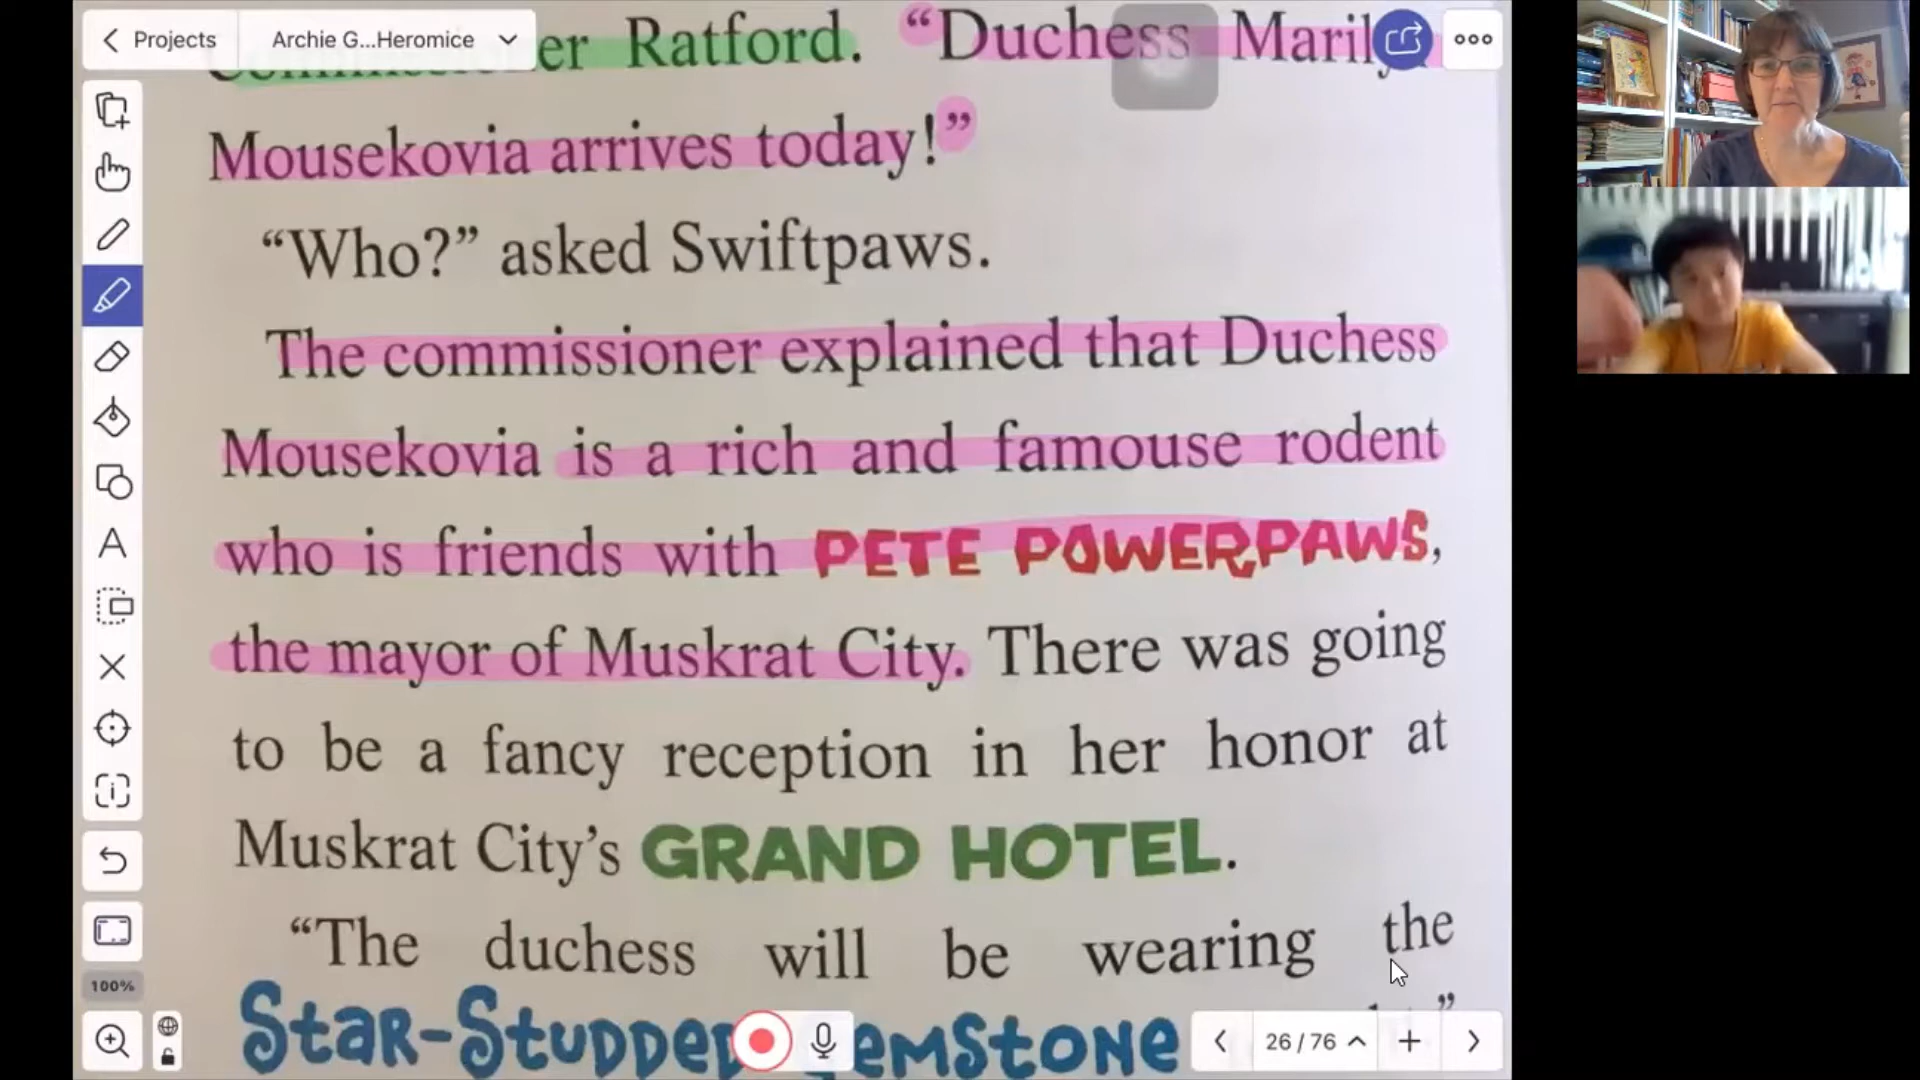 Projects
Archie G...Heromice
er Ratford. “Duchess
Mousekovia arrives today!”
“Who?” asked Swiftpaws.
The commissioner explained that Duchess
Mousekovia is a rich and famouse rodent
who is friends with PETE POWERPAWS,
the mayor of Muskrat City. There was going
to be a fancy reception in her honor at
Muskrat City’s GRAND HOTEL.
“The duchess will be wearing the
Star-Studded
100%
26 / 76